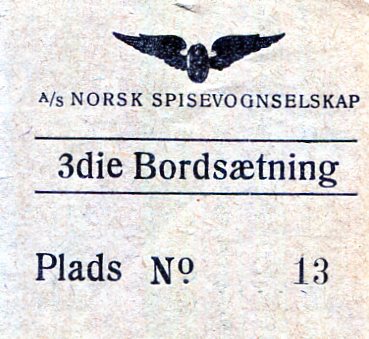 A/s NORSK SPISEVOGNSELSKAP
3die Bordsætning
Plads Nº 13